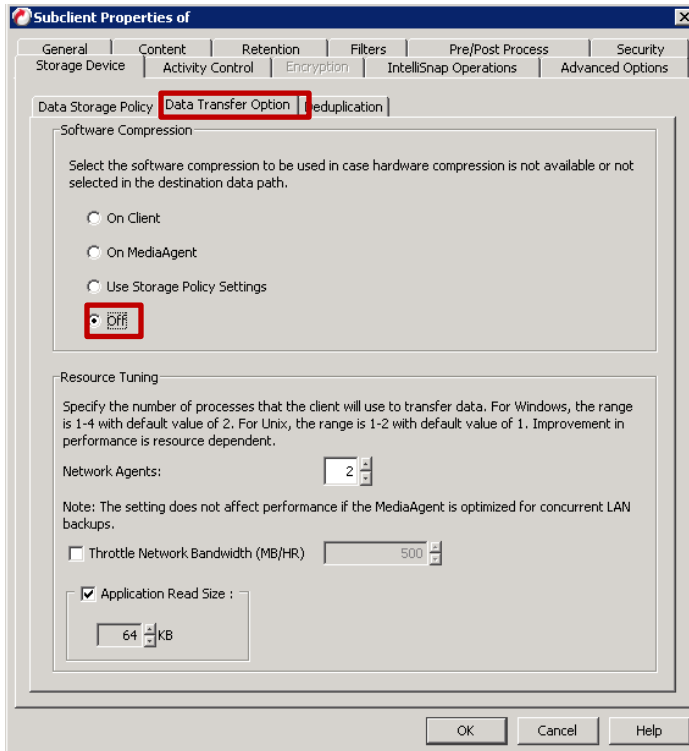 Subclient Properties of
General Content Retention Filters Pre/Post Process Security
Storage Device Activity Control Encryption IntelliSnap Operations Advanced Options
Data Storage Policy Data Transfer Option Deduplication
Software Compression
Select the software compression to be used in case hardware compression is not available or not
selected in the destination data path.
On Client
On MediaAgent
Use Storage Policy Settings
Off
Resource Tuning
Specify the number of processes that the client will use to transfer data. For Windows, the range
is 1-4 with default value of 2. For Unix, the range is 1-2 with default value of 1. Improvement in
performance is resource dependent.
Network Agents: 2
Note: The setting does not affect performance if the MediaAgent is optimized for concurrent LAN
backups.
Throttle Network Bandwidth (MB/HR) 500
Application Read Size :
64 KB
OK Cancel Help